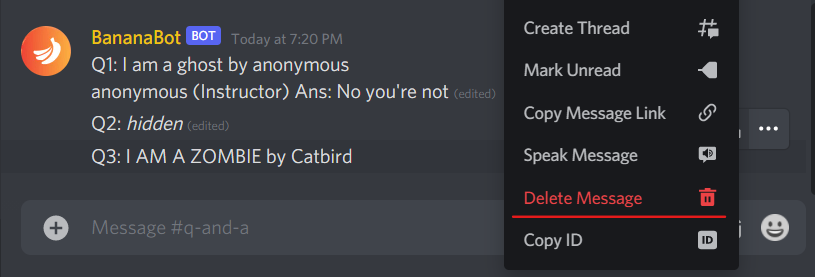 BananaBot BOT Today at 7:20 PM
Q1: I am a ghost by anonymous
anonymous (Instructor) Ans: No you're not (edited)
Q2: hidden (edited)
Q3: I AM A ZOMBIE by Catbird
Message #q-and-a
Create Thread
Mark Unread
Copy Message Link
Speak Message
Delete Message
Copy ID
ID